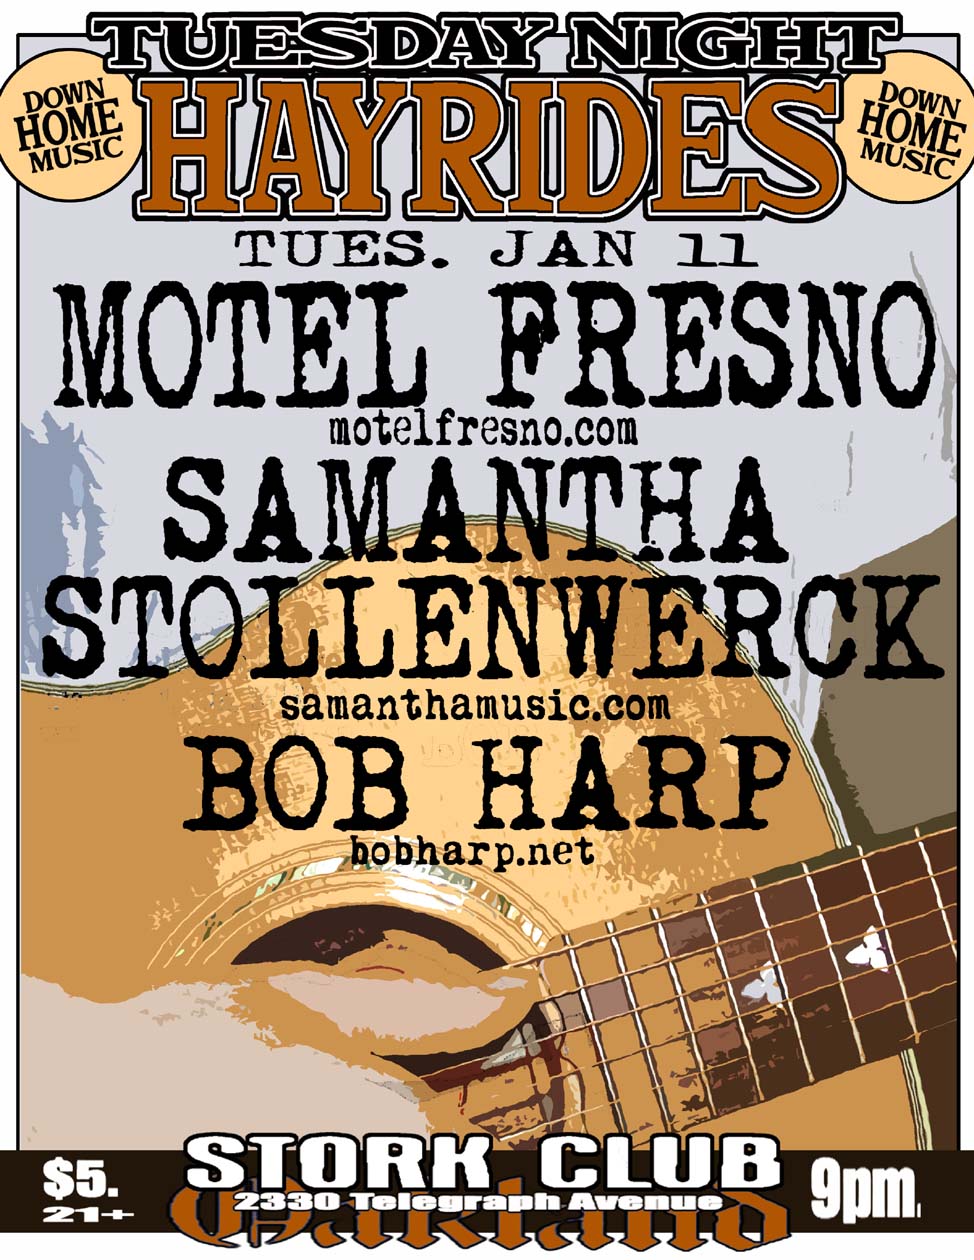 TUESDAY NIGHT
HAYRIDES
DOWN
HOME
MUSIC
DOWN
HOME
MUSIC
TUES. JAN 11
MOTEL FRESNO
motelfresno.com
SAMANTHA
STOLLENWERCK
samanthamusic.com
BOB HARP
bobharp.net
$5.
21+
STORK CLUB
2330 Telegraph Avenue
Oakland
9pm.